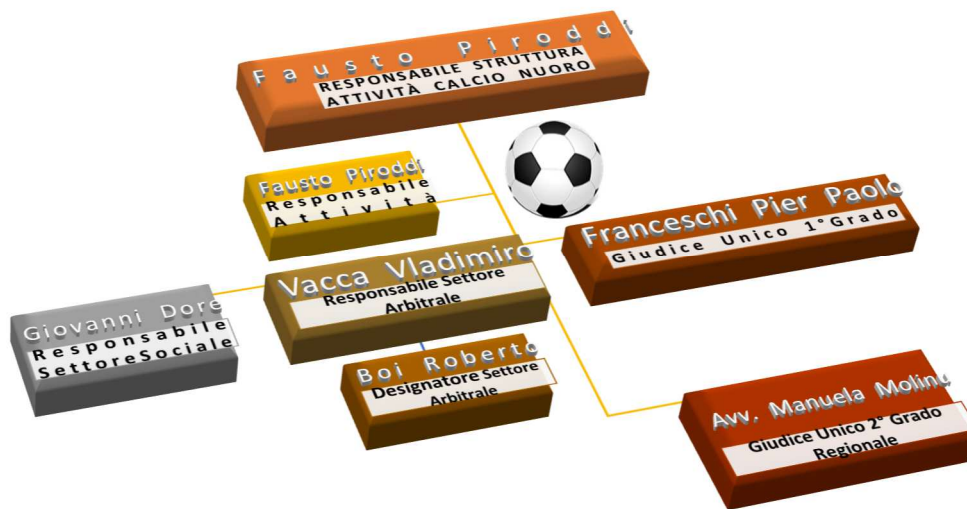 Fausto Piroddi
RESPONSABILE STRUTTURA
ATTIVITÀ CALCIO NUORO
Fausto Piroddi
Responsabile
Attività
Franceschi Pier Paolo
Giudice Unico 1° Grado
Vacca Vladimiro
Responsabile Settore
Arbitrale
Giovanni Dore
Responsabile
SettoreSociale
Boi Roberto
Designatore Settore
Arbitrale
Avv. Manuela Molinu
Giudice Unico 2° Grado
Regionale